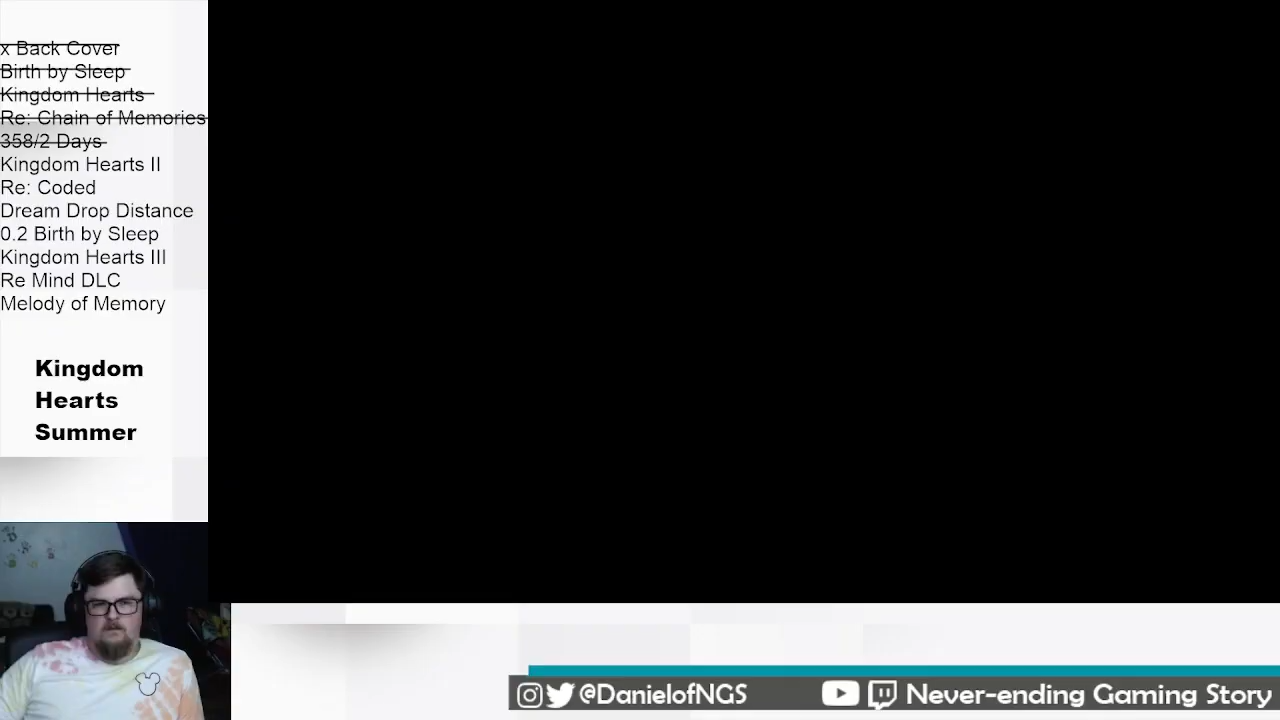 x Back Cover
Birth by Sleep
Kingdom Hearts
Re: Chain of Memories
358/2 Days
Kingdom Hearts II
Re: Coded
Dream Drop Distance
0.2 Birth by Sleep
Kingdom Hearts III
Re Mind DLC
Melody of Memory
Kingdom
Hearts
Summer
@DanielofNGS
Never-ending Gaming Story